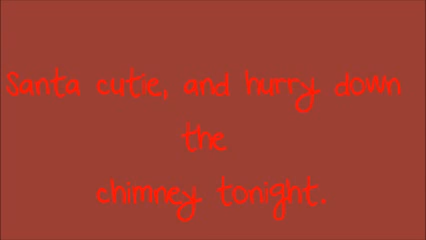 Santa cutie, and hurry down
the
chimney tonight.